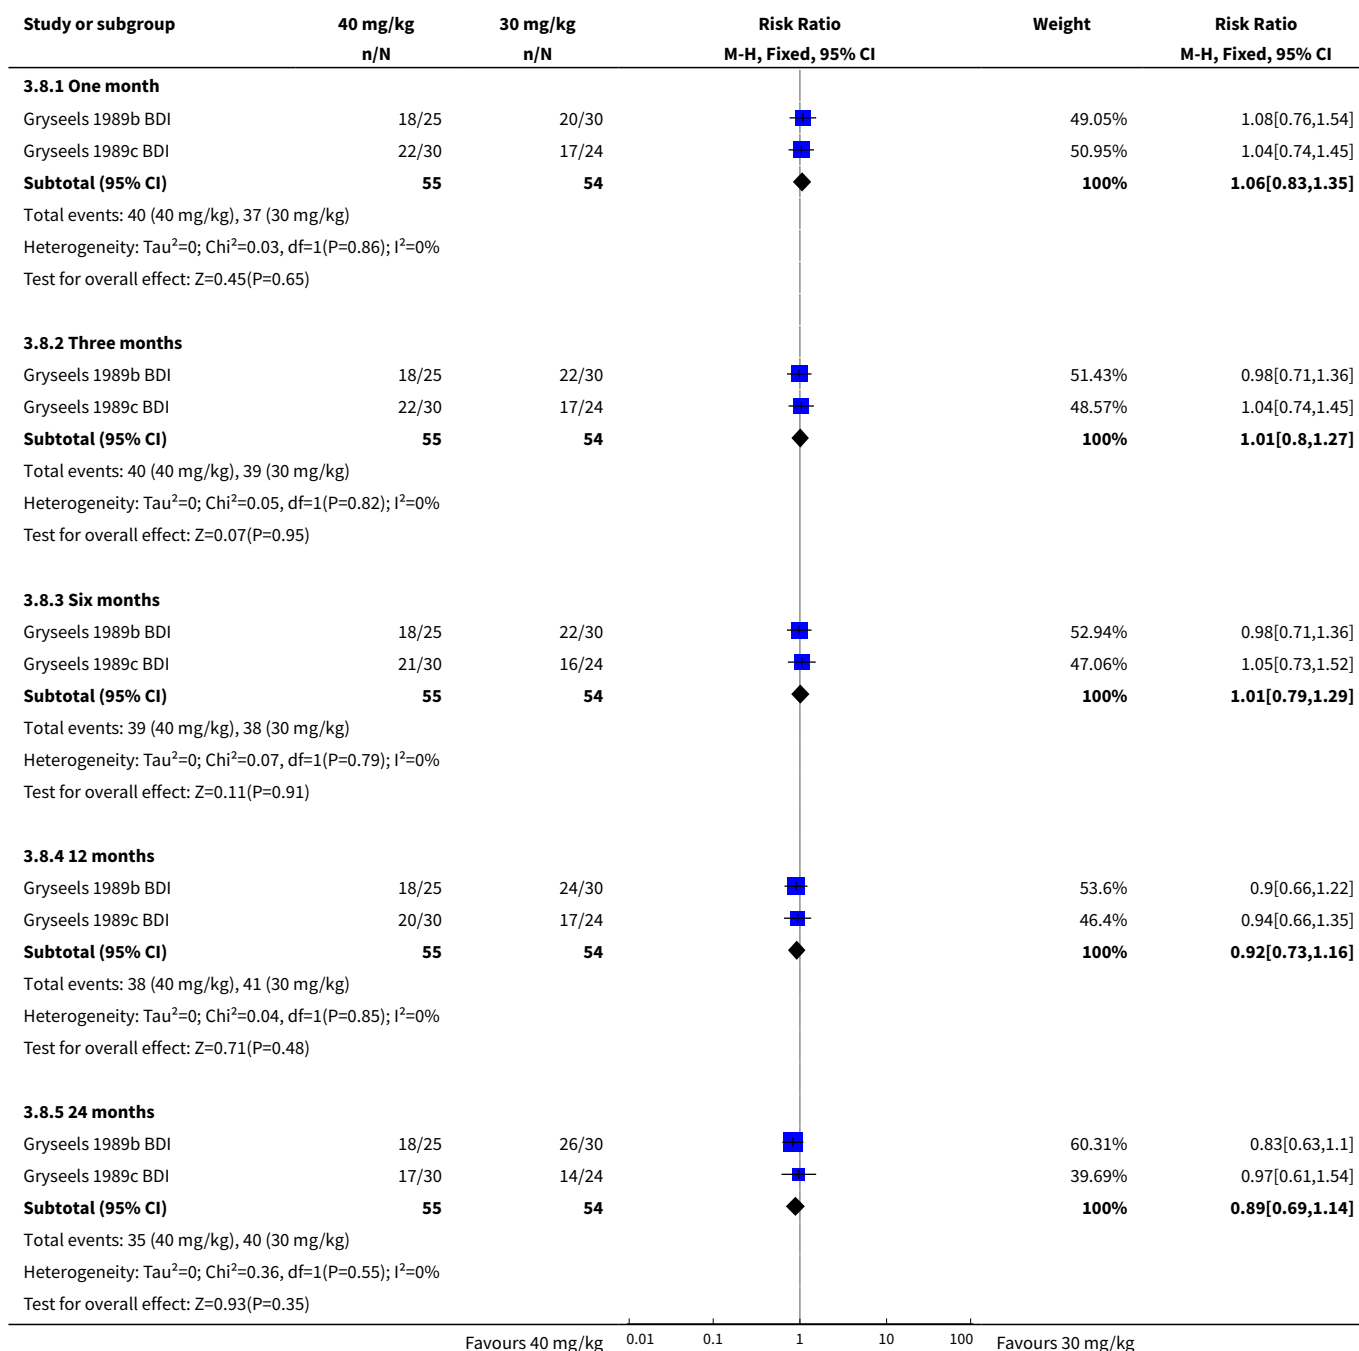 Study or subgroup 40 mg/kg 30 mg/kg Risk Ratio Weight Risk Ratio
n/N n/N M-H, Fixed, 95% CI M-H, Fixed, 95% CI
3.8.1 One month
Gryseels 1989b BDI 18/25 20/30 49.05% 1.08[0.76,1.54]
Gryseels 1989c BDI 22/30 17/24 50.95% 1.04[0.74,1.45]
Subtotal (95% CI) 55 54 100% 1.06[0.83,1.35]
Total events: 40 (40 mg/kg), 37 (30 mg/kg)
Heterogeneity: Tau²=0; Chi²=0.03, df=1(P=0.86); I²=0%
Test for overall effect: Z=0.45(P=0.65)
3.8.2 Three months
Gryseels 1989b BDI 18/25 22/30 51.43% 0.98[0.71,1.36]
Gryseels 1989c BDI 22/30 17/24 48.57% 1.04[0.74,1.45]
Subtotal (95% CI) 55 54 100% 1.01[0.8,1.27]
Total events: 40 (40 mg/kg), 39 (30 mg/kg)
Heterogeneity: Tau²=0; Chi²=0.05, df=1(P=0.82); I²=0%
Test for overall effect: Z=0.07(P=0.95)
3.8.3 Six months
Gryseels 1989b BDI 18/25 22/30 52.94% 0.98[0.71,1.36]
Gryseels 1989c BDI 21/30 16/24 47.06% 1.05[0.73,1.52]
Subtotal (95% CI) 55 54 100% 1.01[0.79,1.29]
Total events: 39 (40 mg/kg), 38 (30 mg/kg)
Heterogeneity: Tau²=0; Chi²=0.07, df=1(P=0.79); I²=0%
Test for overall effect: Z=0.11(P=0.91)
3.8.4 12 months
Gryseels 1989b BDI 18/25 24/30 53.6% 0.9[0.66,1.22]
Gryseels 1989c BDI 20/30 17/24 46.4% 0.94[0.66,1.35]
Subtotal (95% CI) 55 54 100% 0.92[0.73,1.16]
Total events: 38 (40 mg/kg), 41 (30 mg/kg)
Heterogeneity: Tau²=0; Chi²=0.04, df=1(P=0.85); I²=0%
Test for overall effect: Z=0.71(P=0.48)
3.8.5 24 months
Gryseels 1989b BDI 18/25 26/30 60.31% 0.83[0.63,1.1]
Gryseels 1989c BDI 17/30 14/24 39.69% 0.97[0.61,1.54]
Subtotal (95% CI) 55 54 100% 0.89[0.69,1.14]
Total events: 35 (40 mg/kg), 40 (30 mg/kg)
Heterogeneity: Tau²=0; Chi²=0.36, df=1(P=0.55); I²=0%
Test for overall effect: Z=0.93(P=0.35)
Favours 40 mg/kg 0.01 0.1 1 10 100 Favours 30 mg/kg